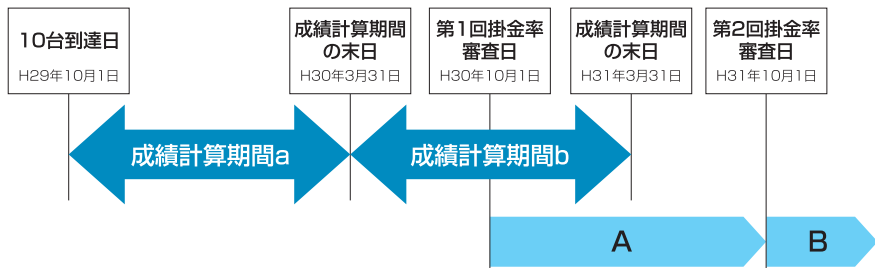 10台到達日
H29年10月1日
成績計算期間
の末日
H30年3月31日
第1回掛金率
審査日
H30年10月1日
成績計算期間
の末日
H31年3月31日
第2回掛金率
審査日
H31年10月1日
成績計算期間a
成績計算期間b
A
B